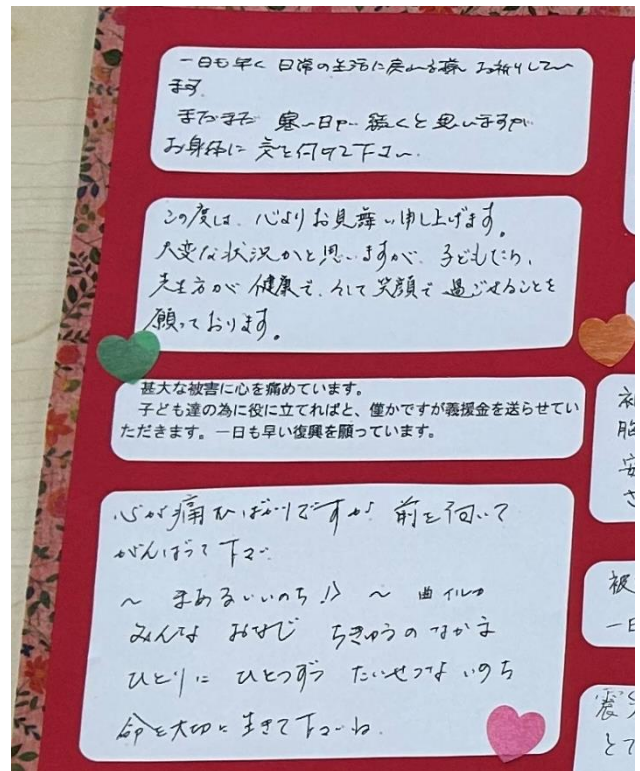 一日も早く 日常の生活に戻れる様 お祈りしてい
ます。
まだまだ 寒い日が 続くと思いますが
お身体に 気を付けて下さい.
この度は、心よりお見舞い申し上げます。
大変な状況かと思いますが、子どもたち、
先生方が 健康で、そして 笑顔で 過ごせることを
願っております。
甚大な被害に心を痛めています。
子ども達の為に役に立てればと、僅かですが義援金を送らせてい
ただきます。一日も早い復興を願っています。
心が痛むばかりですが 前を向いて
がんばって下さい
~ まあるいいのち ~ 曲 イルカ
みんな おなじ ちきゅうの なかま
ひとりに ひとつずつ たいせつな いのち
命を大切に 生きて下さいね.
胸
安
さ
被
一日
震災
とて